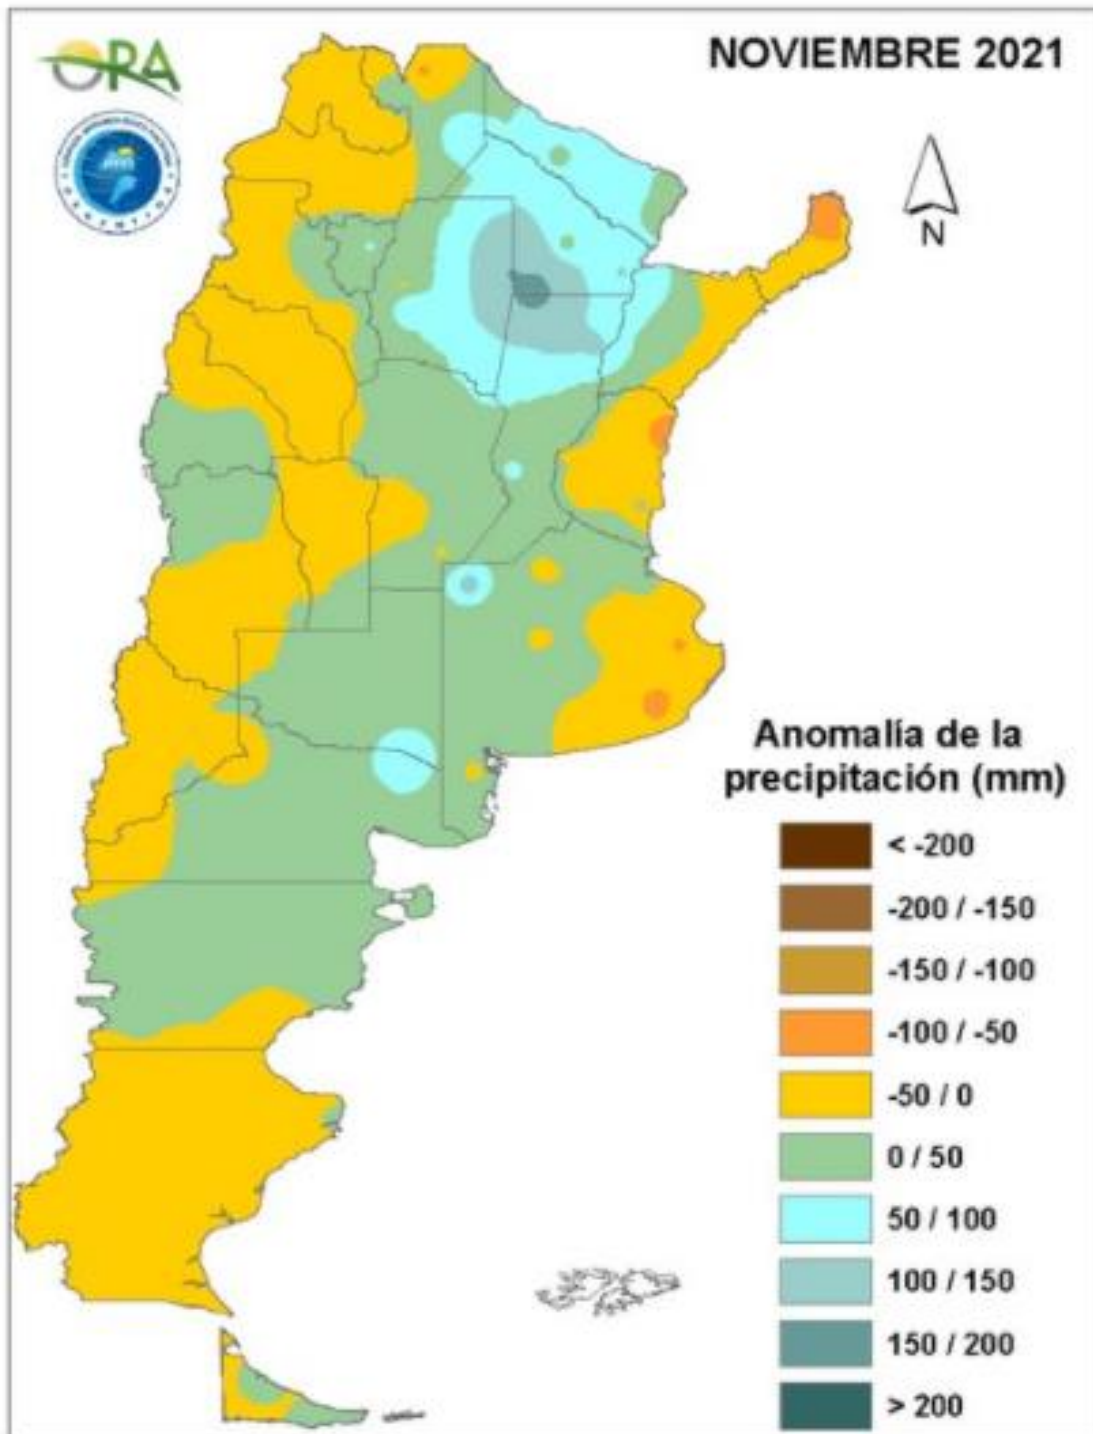 ORA
NOVIEMBRE 2021
N
Anomalía de la
precipitación (mm)
< -200
-200 / -150
-150 / -100
-100 / -50
-50 / 0
0 / 50
50 / 100
100 / 150
150 / 200
> 200